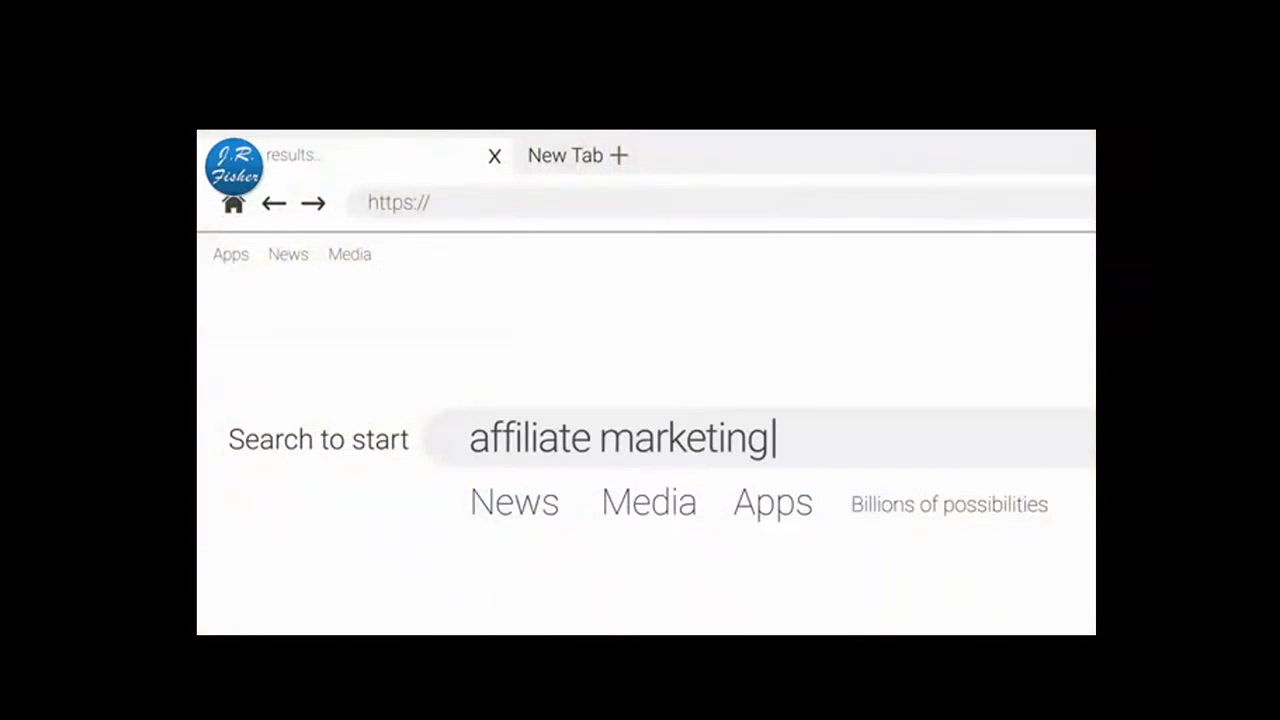 J.R.
Fisher
results..
X
New Tab +
https://
Apps News Media
Search to start
affiliate marketing
News Media Apps Billions of possibilities